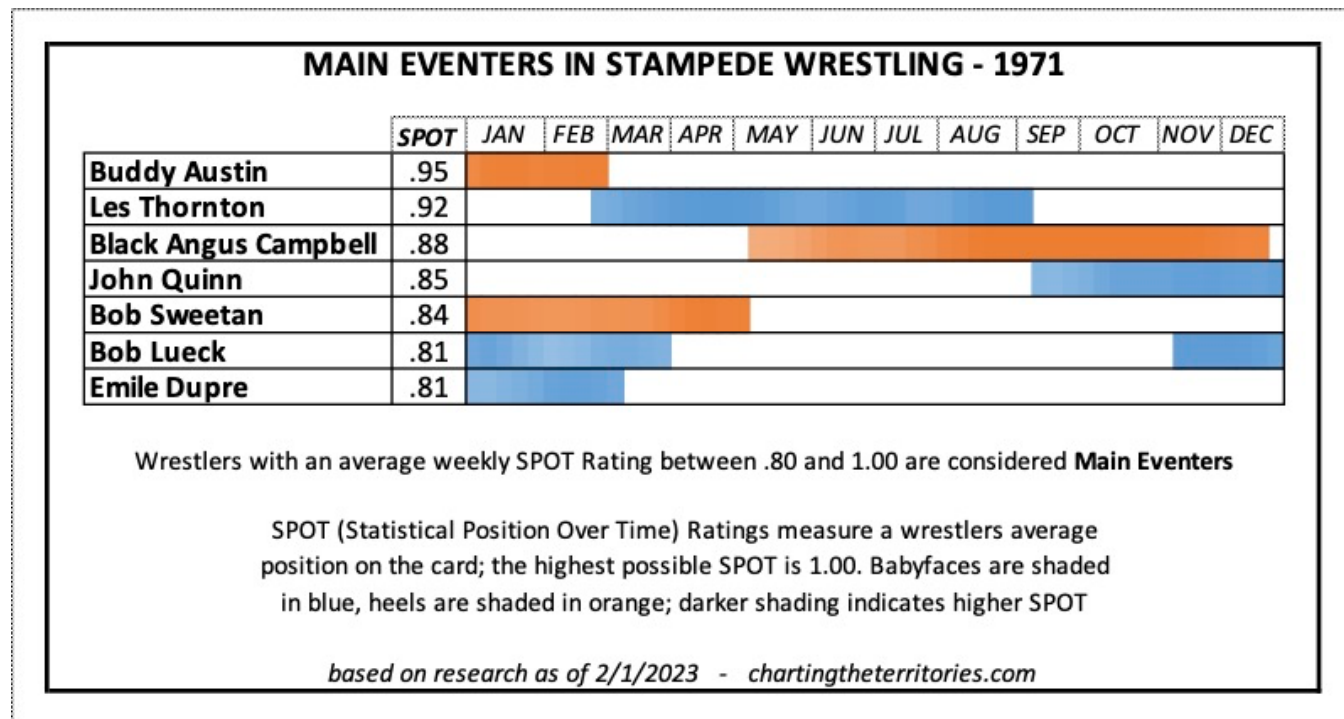 MAIN EVENTERS IN STAMPEDE WRESTLING - 1971
SPOT JAN FEB MAR APR MAY JUN JUL AUG SEP OCT NOV DEC
Buddy Austin .95
Les Thornton .92
Black Angus Campbell .88
John Quinn .85
Bob Sweetan .84
Bob Lueck .81
Emile Dupre .81
Wrestlers with an average weekly SPOT Rating between .80 and 1.00 are considered Main Eventers
SPOT (Statistical Position Over Time) Ratings measure a wrestlers average
position on the card; the highest possible SPOT is 1.00. Babyfaces are shaded
in blue, heels are shaded in orange; darker shading indicates higher SPOT
based on research as of 2/1/2023 - chartingtheterritories.com